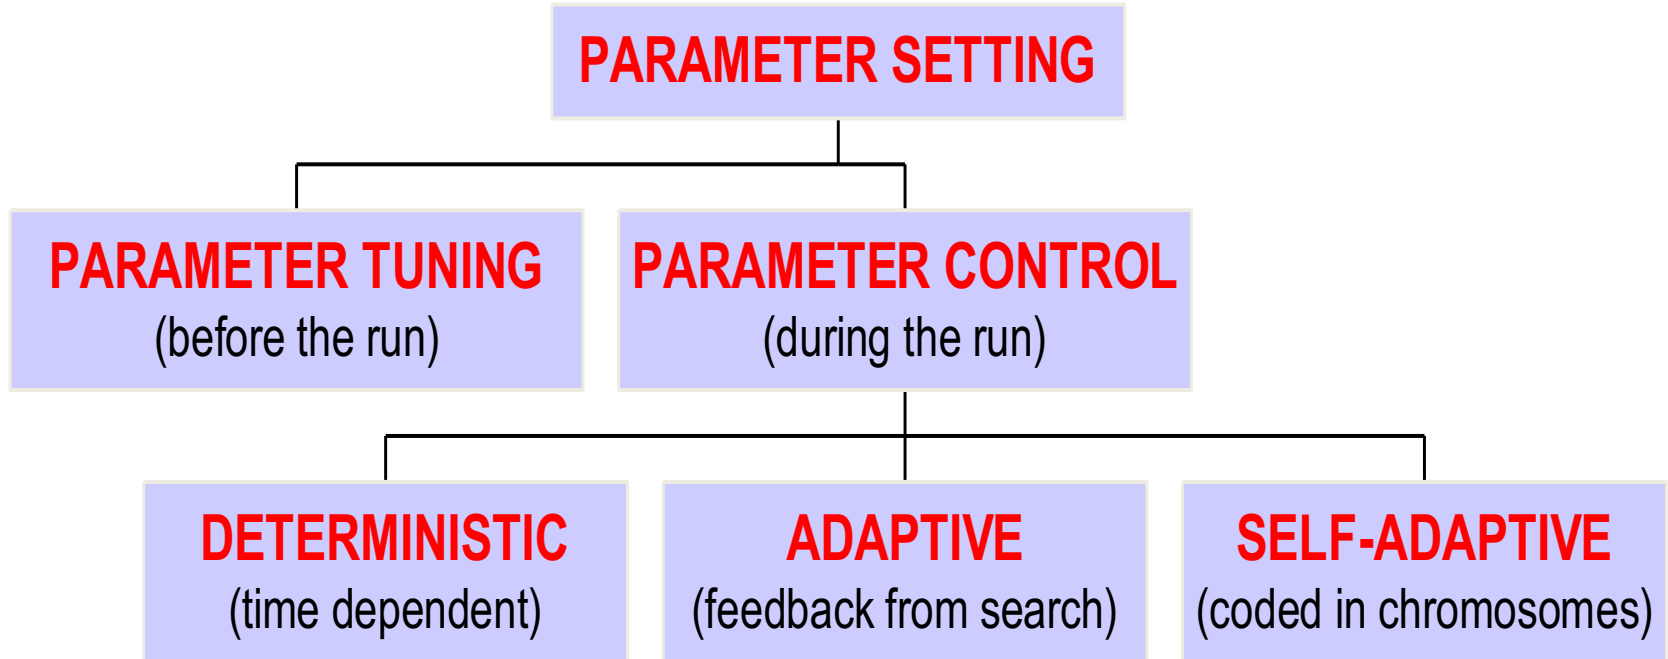 PARAMETER SETTING
PARAMETER TUNING
(before the run)
PARAMETER CONTROL
(during the run)
DETERMINISTIC
(time dependent)
ADAPTIVE
(feedback from search)
SELF-ADAPTIVE
(coded in chromosomes)